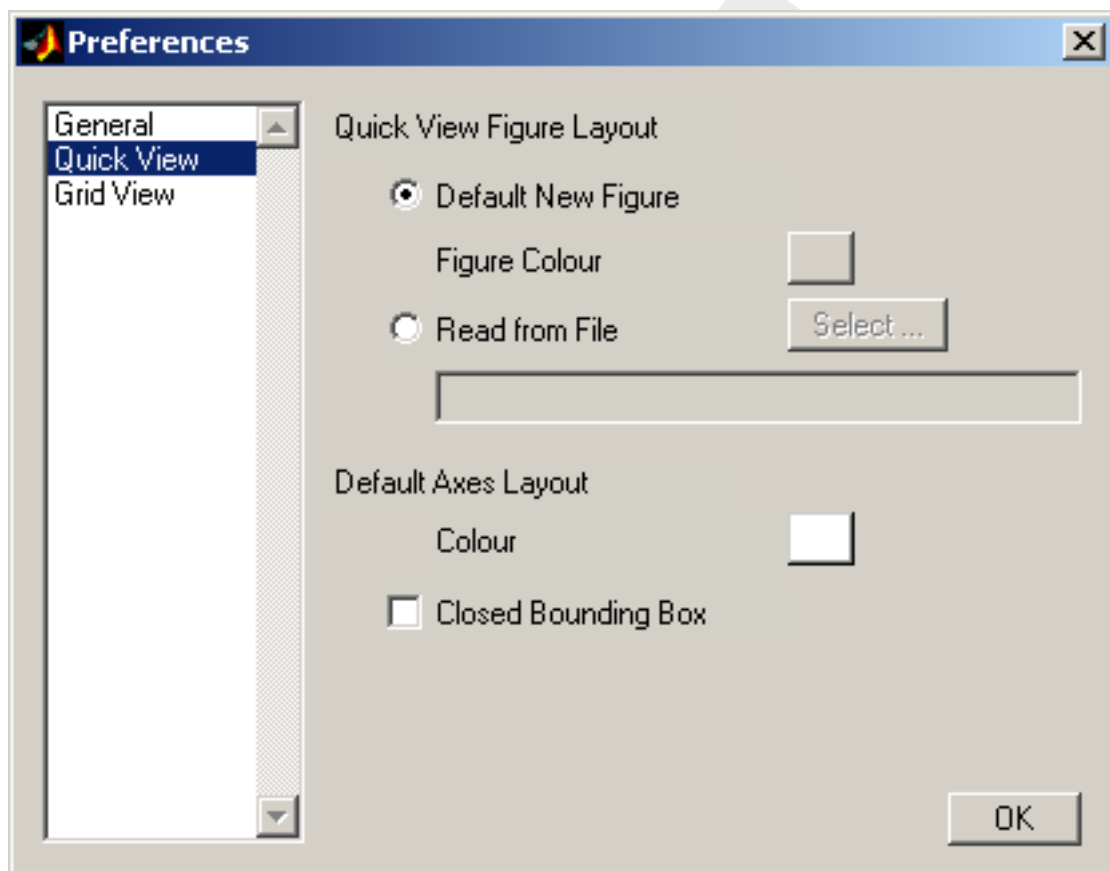 Preferences
General
Quick View
Grid View
Quick View Figure Layout
Default New Figure
Figure Colour
Read from File
Select ...
Default Axes Layout
Colour
Closed Bounding Box
OK